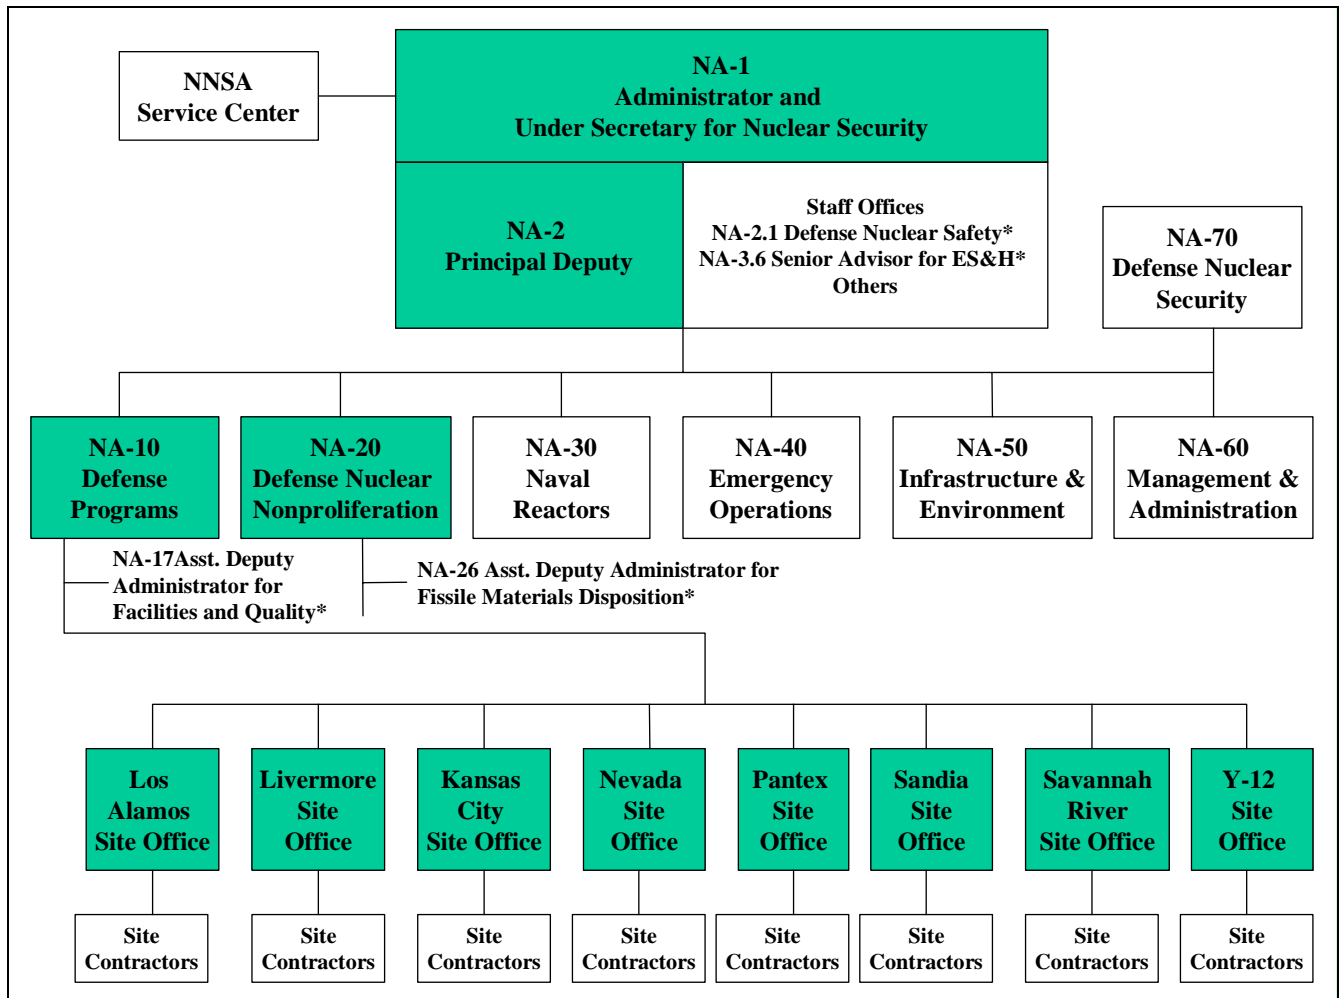 NNSA
Service Center
NA-1
Administrator and
Under Secretary for Nuclear Security
NA-2
Principal Deputy
Staff Offices
NA-2.1 Defense Nuclear Safety*
NA-3.6 Senior Advisor for ES&H*
Others
NA-70
Defense Nuclear
Security
NA-10
Defense
Programs
NA-20
Defense Nuclear
Nonproliferation
NA-30
Naval
Reactors
NA-40
Emergency
Operations
NA-50
Infrastructure &
Environment
NA-60
Management &
Administration
NA-17Asst. Deputy
Administrator for
Facilities and Quality*
NA-26 Asst. Deputy Administrator for
Fissile Materials Disposition*
Los
Alamos
Site Office
Livermore
Site
Office
Kansas
City
Site Office
Nevada
Site
Office
Pantex
Site
Office
Sandia
Site
Office
Savannah
River
Site Office
Y-12
Site
Office
Site
Contractors
Site
Contractors
Site
Contractors
Site
Contractors
Site
Contractors
Site
Contractors
Site
Contractors
Site
Contractors